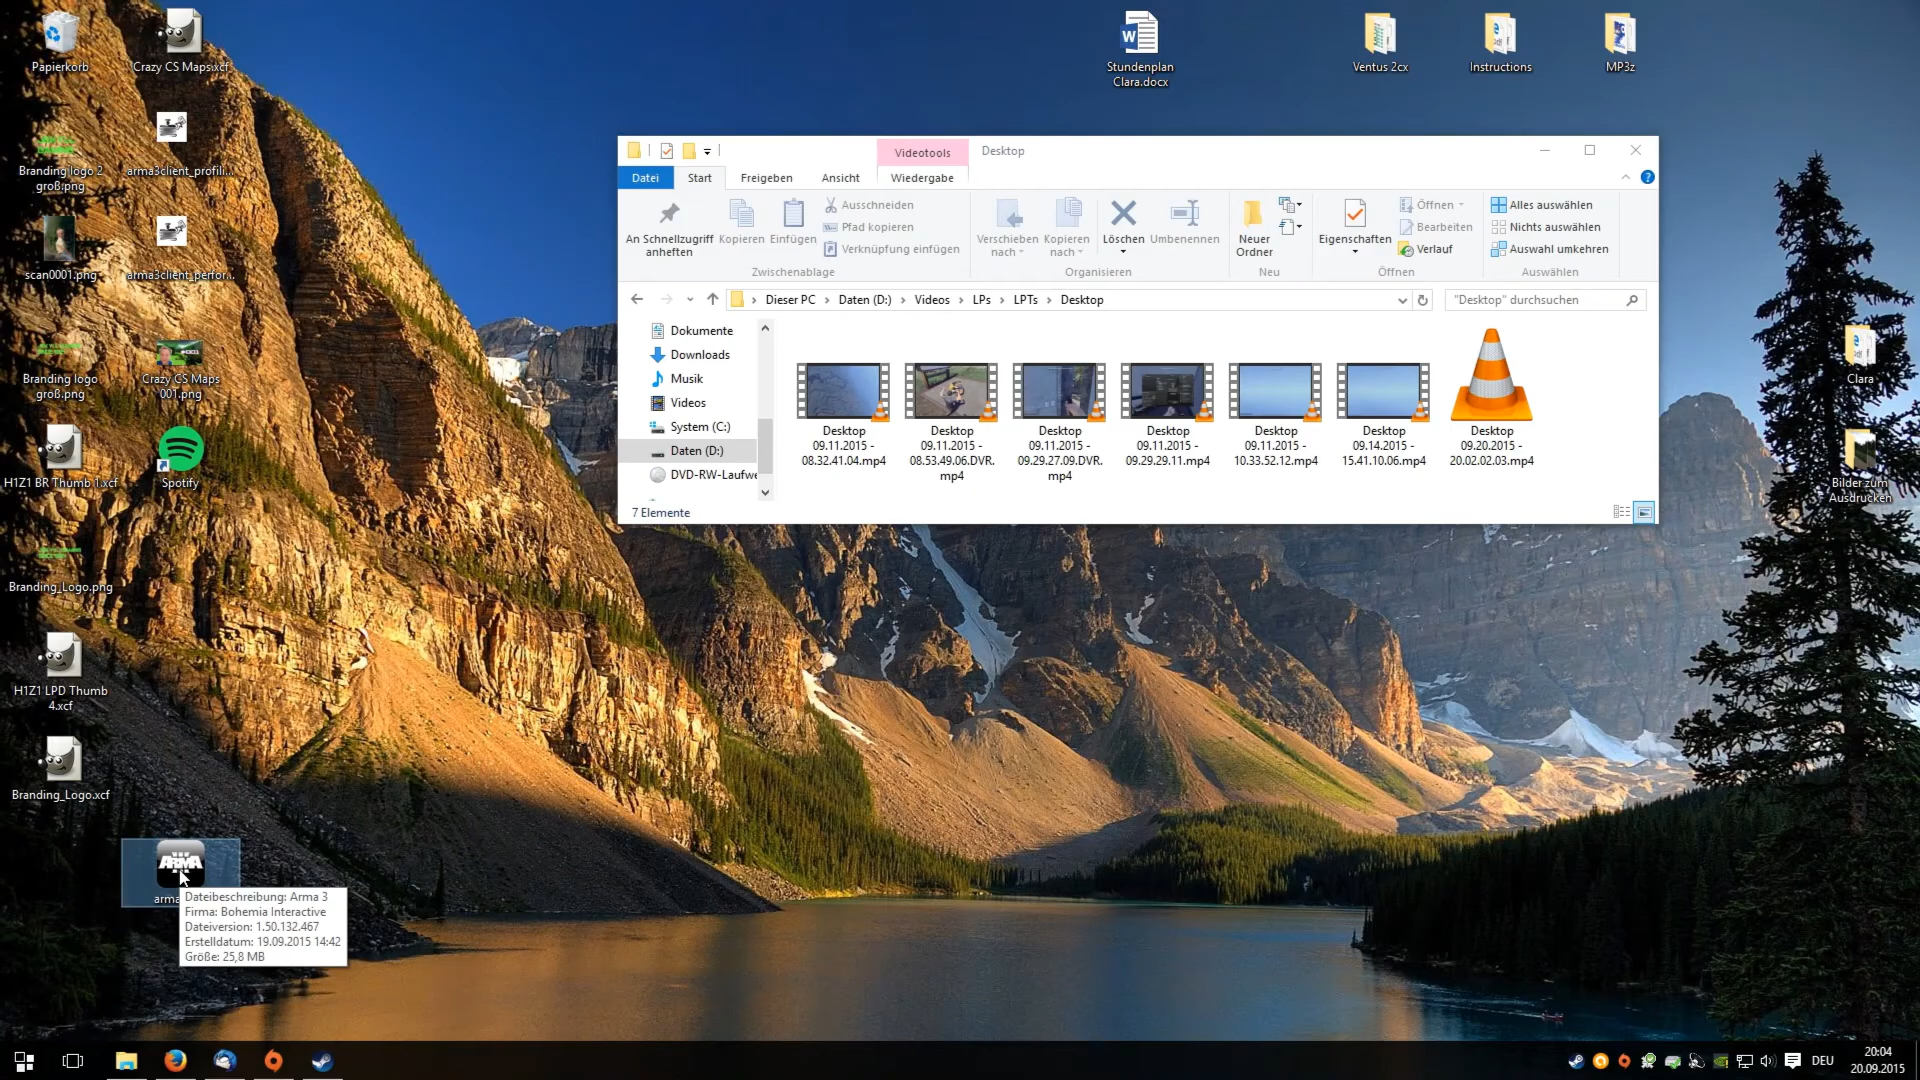 Papierkorb
Crazy CS Maps.xcf
Stundenplan
Clara.docx
Ventus 2cx
Instructions
MP3z
Branding logo 2
groß.png
arma3client_profili...
scan0001.png
arma3client_perfor...
Branding logo
groß.png
Crazy CS Maps
001.png
H1Z1 BR Thumb 1.xcf
Spotify
Branding_Logo.png
H1Z1 LPD Thumb
4.xcf
Branding_Logo.xcf
ARMA
arma
Dateibeschreibung: Arma 3
Firma: Bohemia Interactive
Dateiversion: 1.50.132.467
Erstelldatum: 19.09.2015 14:42
Größe: 25,8 MB
Videotools
Desktop
Datei
Start
Freigeben
Ansicht
Wiedergabe
An Schnellzugriff
anheften
Kopieren
Einfügen
Ausschneiden
Pfad kopieren
Verknüpfung einfügen
Zwischenablage
Verschieben
nach
Kopieren
nach
Löschen
Umbenennen
Organisieren
Neuer
Ordner
Neu
Eigenschaften
Öffnen
Bearbeiten
Verlauf
Öffnen
Alles auswählen
Nichts auswählen
Auswahl umkehren
Auswählen
Dieser PC > Daten (D:) > Videos > LPs > LPTs > Desktop
"Desktop" durchsuchen
Dokumente
Downloads
Musik
Videos
System (C:)
Daten (D:)
DVD-RW-Laufwe
Desktop
09.11.2015 -
08.32.41.04.mp4
Desktop
09.11.2015 -
08.53.49.06.DVR.
mp4
Desktop
09.11.2015 -
09.29.27.09.DVR.
mp4
Desktop
09.11.2015 -
09.29.29.11.mp4
Desktop
09.11.2015 -
10.33.52.12.mp4
Desktop
09.14.2015 -
15.41.10.06.mp4
Desktop
09.20.2015 -
20.02.02.03.mp4
7 Elemente
Clara
Bilder zum
Ausdrucken
DEU
20:04
20.09.2015